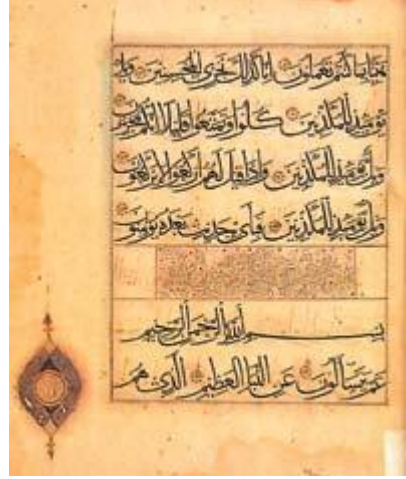 هنيئا بما كنتم تعملون انا كذلك نجزي المحسنين ويل
يومئذ للمكذبين كلوا وتمتعوا قليلا انكم مجرمون
ويل يومئذ للمكذبين واذا قيل لهم اركعوا لا يركعون
ويل يومئذ للمكذبين فبأي حديث بعده يؤمنون
بسم الله الرحمن الرحيم
عم يتسألون عن النبإ العظيم الذي هم